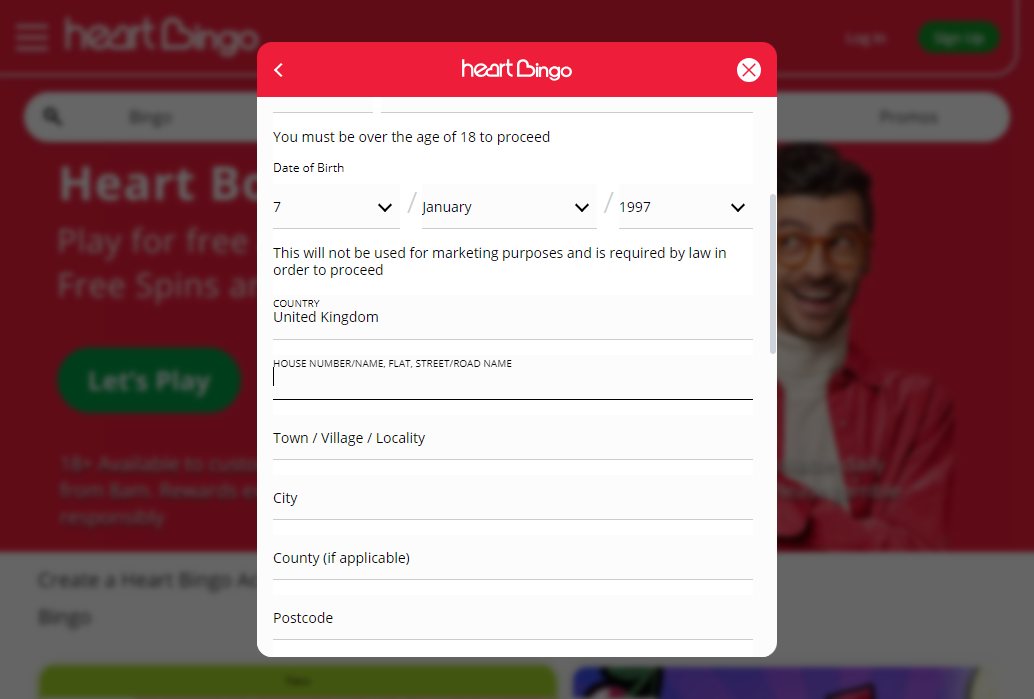 heart Bingo
Log In
Sign Up
heart Bingo
Bingo
Promos
You must be over the age of 18 to proceed
Date of Birth
7 / January / 1997
This will not be used for marketing purposes and is required by law in
order to proceed
COUNTRY
United Kingdom
HOUSE NUMBER/NAME, FLAT, STREET/ROAD NAME
Town / Village / Locality
City
County (if applicable)
Postcode
Heart Bo
Play for free
Free Spins an
Let's Play
18+ Available to custo
from 8am. Rewards e
responsibly
Create a Heart Bingo Ac
Bingo